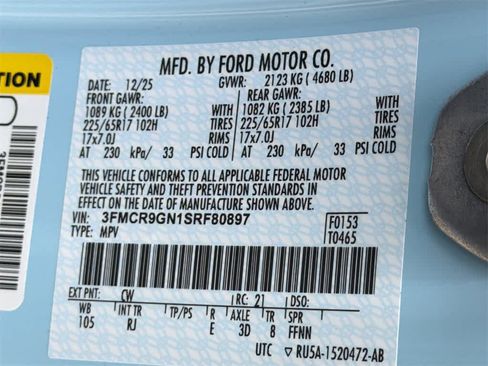 MFD. BY FORD MOTOR CO.
DATE: 12/25 GVWR: 2123 KG ( 4680 LB)
FRONT GAWR: REAR GAWR:
1089 KG ( 2400 LB) WITH 1082 KG ( 2385 LB) WITH
225/65R17 102H TIRES 225/65R17 102H TIRES
17x7.0J RIMS 17x7.0J RIMS
AT 230 kPa/ 33 PSI COLD AT 230 kPa/ 33 PSI COLD
THIS VEHICLE CONFORMS TO ALL APPLICABLE FEDERAL MOTOR
VEHICLE SAFETY AND THEFT PREVENTION STANDARDS IN
EFFECT ON THE DATE OF MANUFACTURE SHOWN ABOVE.
VIN: 3FMCR9GN1SRF80897 F0153
TYPE: MPV T0465
EXT PNT: CW RC: 21 DSO:
WB INT TR TP/PS R AXLE TR SPR
105 RJ E 3D 8 FFNN
UTC RU5A-1520472-AB